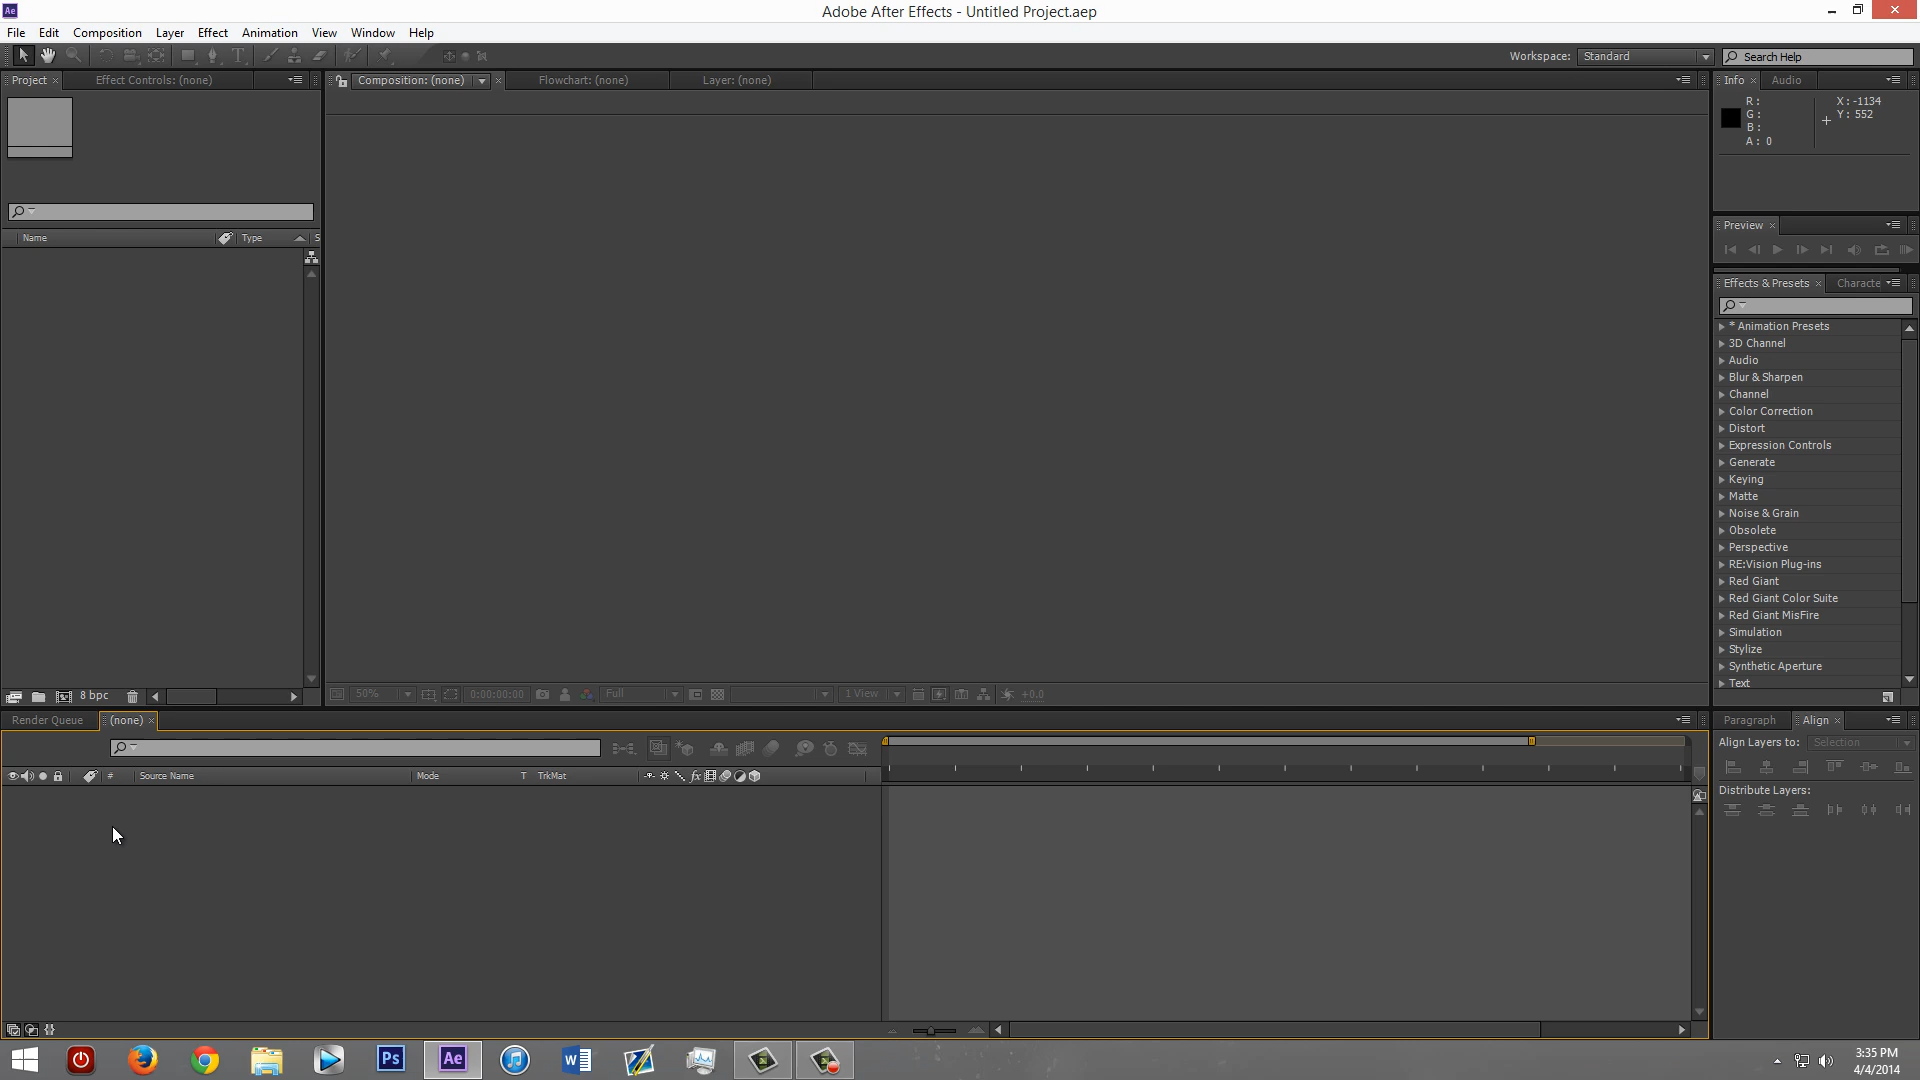 Ae
Adobe After Effects - Untitled Project.aep
File Edit Composition Layer Effect Animation View Window Help
T
Workspace: Standard
Search Help
Project Effect Controls: (none)
Composition: (none) Flowchart: (none) Layer: (none)
Info Audio
R :
G :
B :
A : 0
X : -1134
Y : 552
Name Type S
Preview
Effects & Presets Characte
* Animation Presets
3D Channel
Audio
Blur & Sharpen
Channel
Color Correction
Distort
Expression Controls
Generate
Keying
Matte
Noise & Grain
Obsolete
Perspective
RE:Vision Plug-ins
Red Giant
Red Giant Color Suite
Red Giant MisFire
Simulation
Stylize
Synthetic Aperture
Text
8 bpc
50% 0:00:00:00 Full 1 View +0.0
Render Queue (none)
# Source Name Mode T TrkMat fx
Paragraph Align
Align Layers to: Selection
Distribute Layers:
Ps
Ae
3:35 PM
4/4/2014